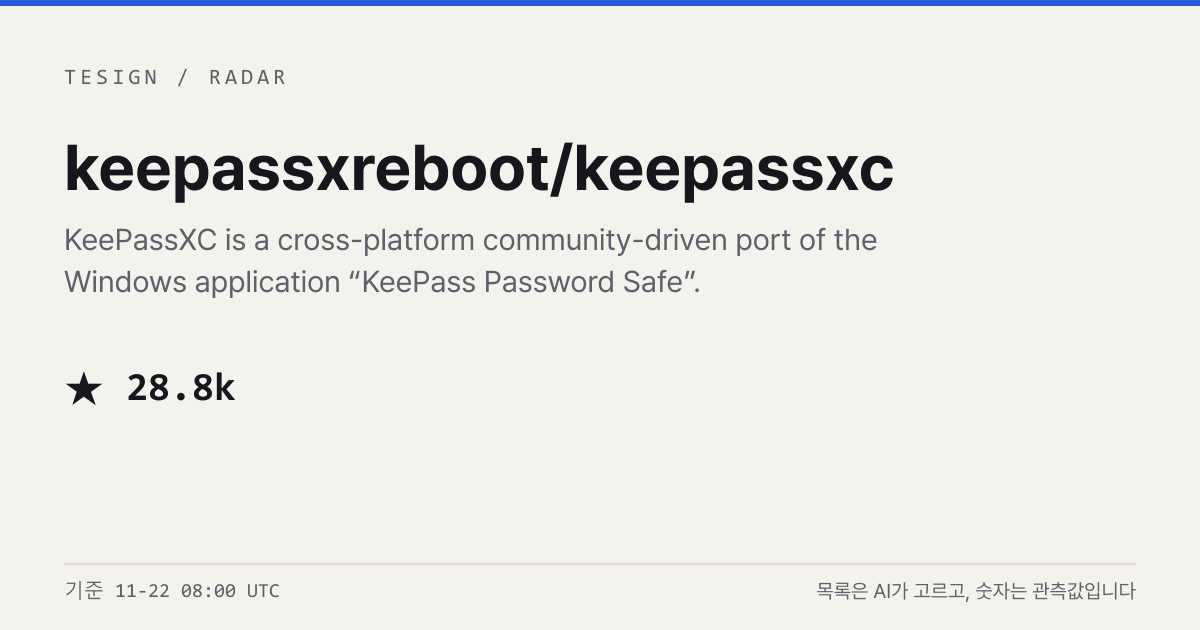 TESIGN / RADAR
keepassxreboot/keepassxc
KeePassXC is a cross-platform community-driven port of the
Windows application “KeePass Password Safe”.
★ 28.8k
기준 11-22 08:00 UTC
목록은 AI가 고르고, 숫자는 관측값입니다